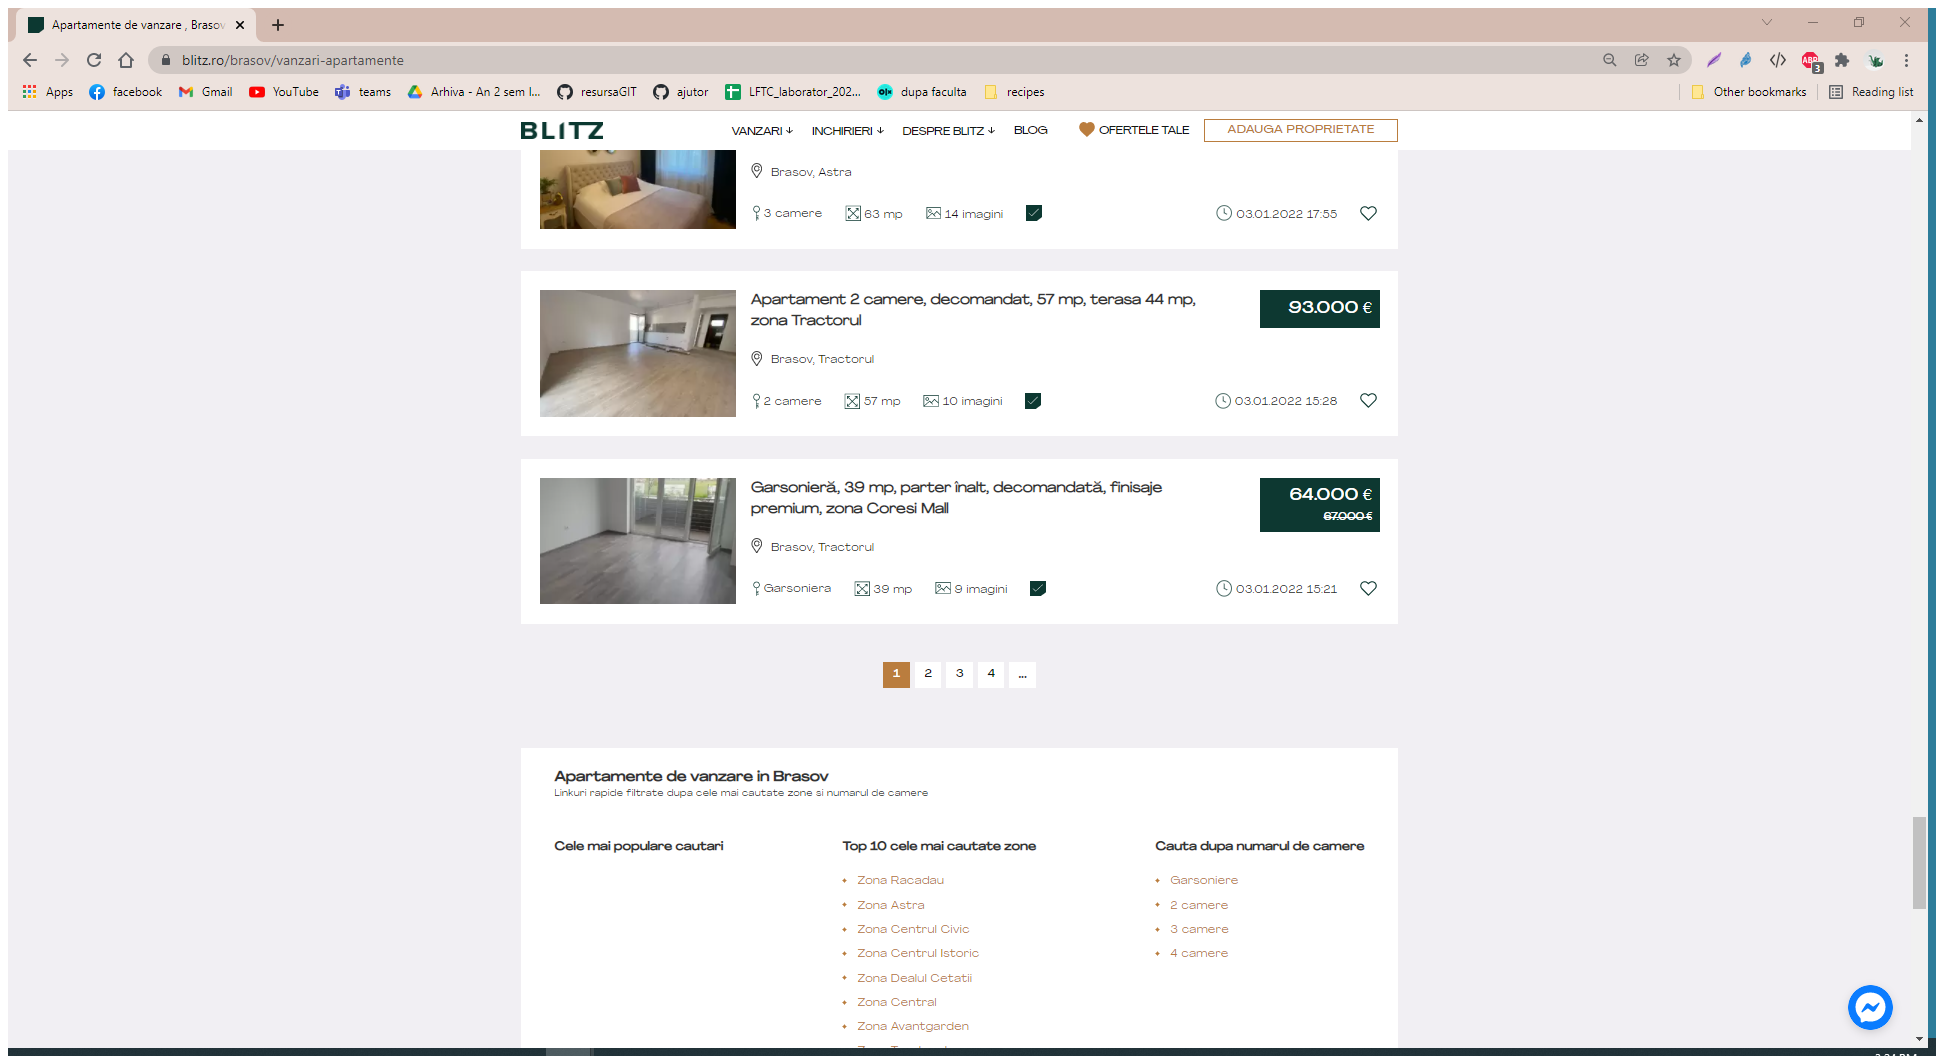 Apartamente de vanzare , Brasov
blitz.ro/brasov/vanzari-apartamente
ABP
3
Apps
facebook
Gmail
YouTube
teams
Arhiva - An 2 sem I...
resursaGIT
ajutor
LFTC_laborator_202...
dupa faculta
recipes
Other bookmarks
Reading list
BLITZ
VANZARI
INCHIRIERI
DESPRE BLITZ
BLOG
OFERTELE TALE
ADAUGA PROPRIETATE
Brasov, Astra
3 camere
63 mp
14 imagini
03.01.2022 17:55
Apartament 2 camere, decomandat, 57 mp, terasa 44 mp,
zona Tractorul
93.000 €
Brasov, Tractorul
2 camere
57 mp
10 imagini
03.01.2022 15:28
Garsonieră, 39 mp, parter înalt, decomandată, finisaje
premium, zona Coresi Mall
64.000 €
67.000 €
Brasov, Tractorul
Garsoniera
39 mp
9 imagini
03.01.2022 15:21
1 2 3 4 ...
Apartamente de vanzare in Brasov
Linkuri rapide filtrate dupa cele mai cautate zone si numarul de camere
Cele mai populare cautari
Top 10 cele mai cautate zone
Zona Racadau
Zona Astra
Zona Centrul Civic
Zona Centrul Istoric
Zona Dealul Cetatii
Zona Central
Zona Avantgarden
Cauta dupa numarul de camere
Garsoniere
2 camere
3 camere
4 camere